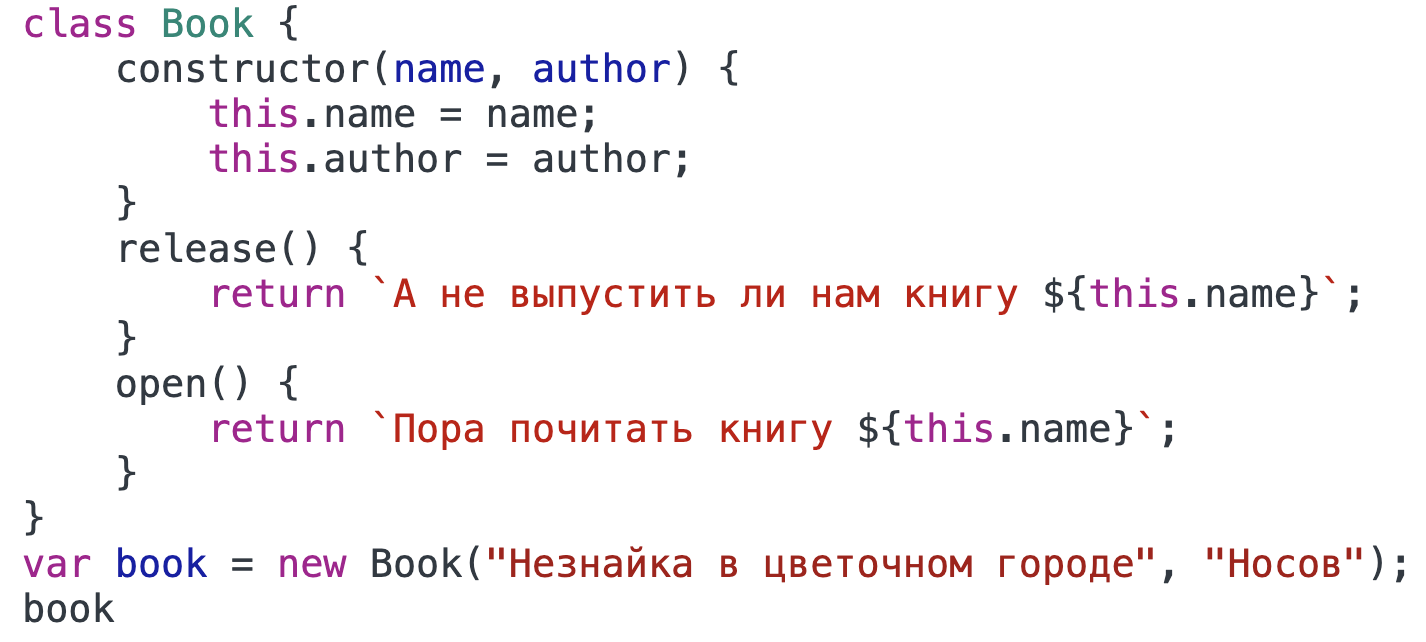 class Book {
    constructor(name, author) {
        this.name = name;
        this.author = author;
    }
    release() {
        return `А не выпустить ли нам книгу ${this.name}`;
    }
    open() {
        return `Пора почитать книгу ${this.name}`;
    }
}
var book = new Book("Незнайка в цветочном городе", "Носов");
book